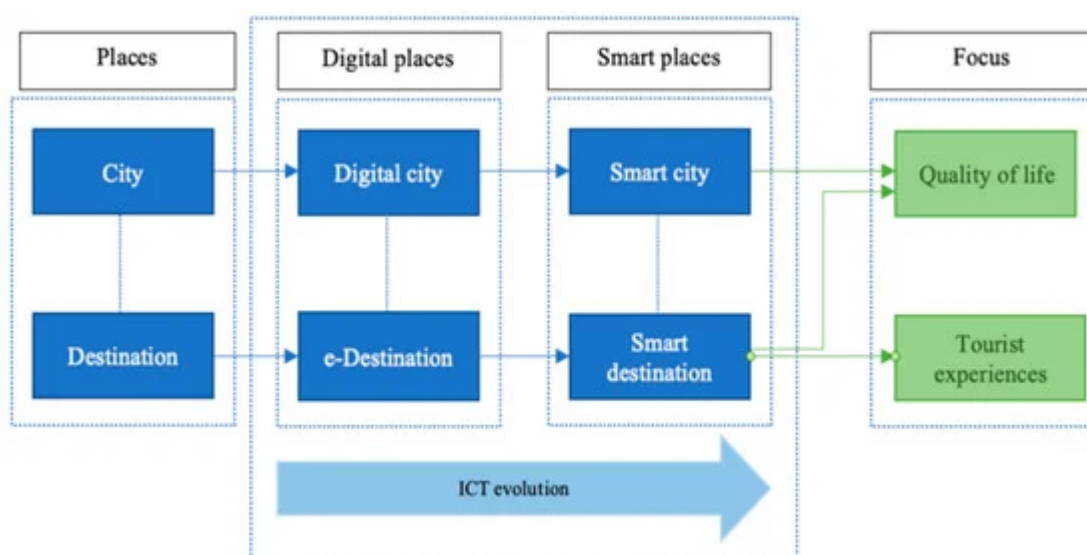 Places
Digital places
Smart places
Focus
City
Digital city
Smart city
Quality of life
Destination
e-Destination
Smart
destination
Tourist
experiences
ICT evolution